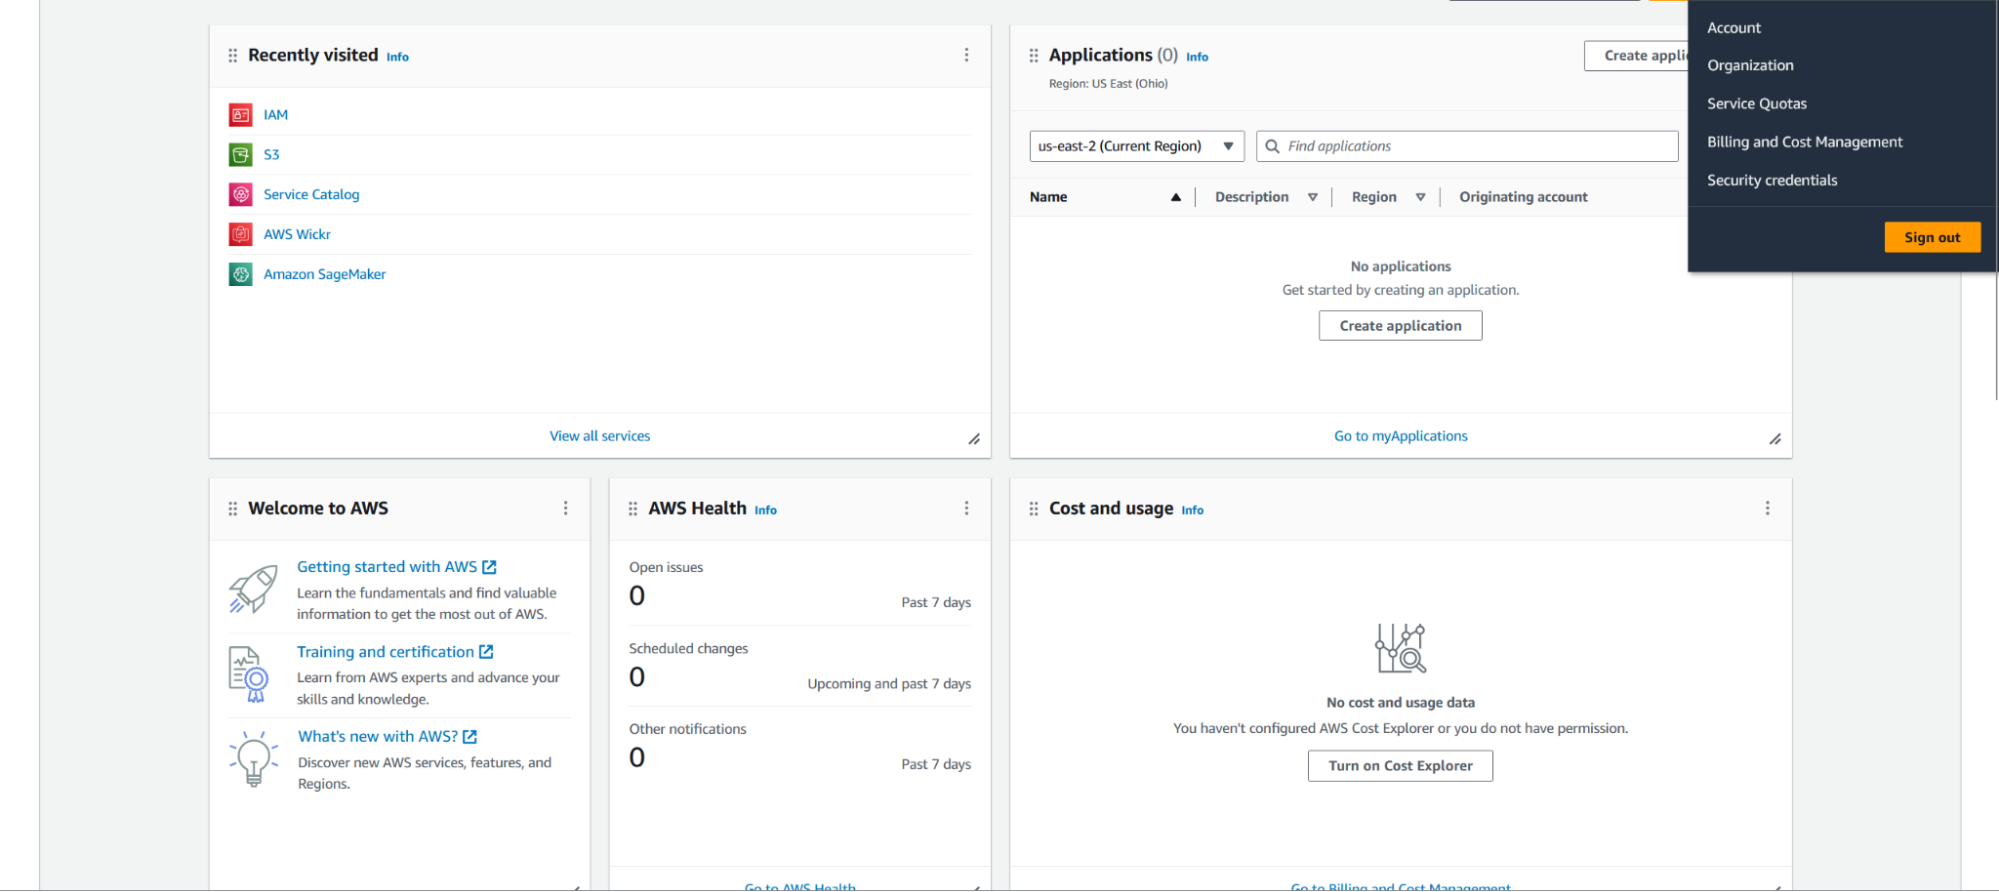 Recently visited Info
IAM
S3
Service Catalog
AWS Wickr
Amazon SageMaker
View all services
Applications (0) Info
Region: US East (Ohio)
us-east-2 (Current Region)
Find applications
Name Description Region Originating account
No applications
Get started by creating an application.
Create application
Go to myApplications
Account
Organization
Service Quotas
Billing and Cost Management
Security credentials
Sign out
Welcome to AWS
Getting started with AWS
Learn the fundamentals and find valuable
information to get the most out of AWS.
Training and certification
Learn from AWS experts and advance your
skills and knowledge.
What's new with AWS?
Discover new AWS services, features, and
Regions.
AWS Health Info
Open issues
0
Past 7 days
Scheduled changes
0
Upcoming and past 7 days
Other notifications
0
Past 7 days
Go to AWS Health
Cost and usage Info
No cost and usage data
You haven't configured AWS Cost Explorer or you do not have permission.
Turn on Cost Explorer
Go to Billing and Cost Management